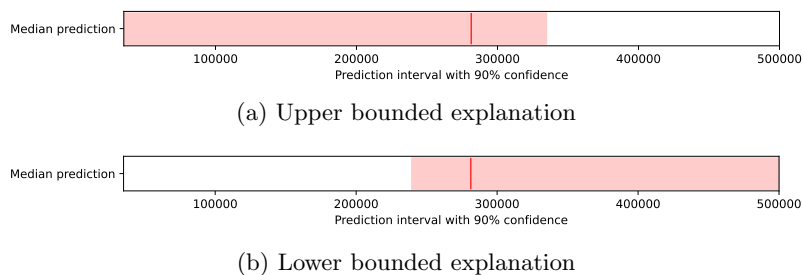 Median prediction
100000 200000 300000 400000 500000
Prediction interval with 90% confidence
(a) Upper bounded explanation
Median prediction
100000 200000 300000 400000 500000
Prediction interval with 90% confidence
(b) Lower bounded explanation